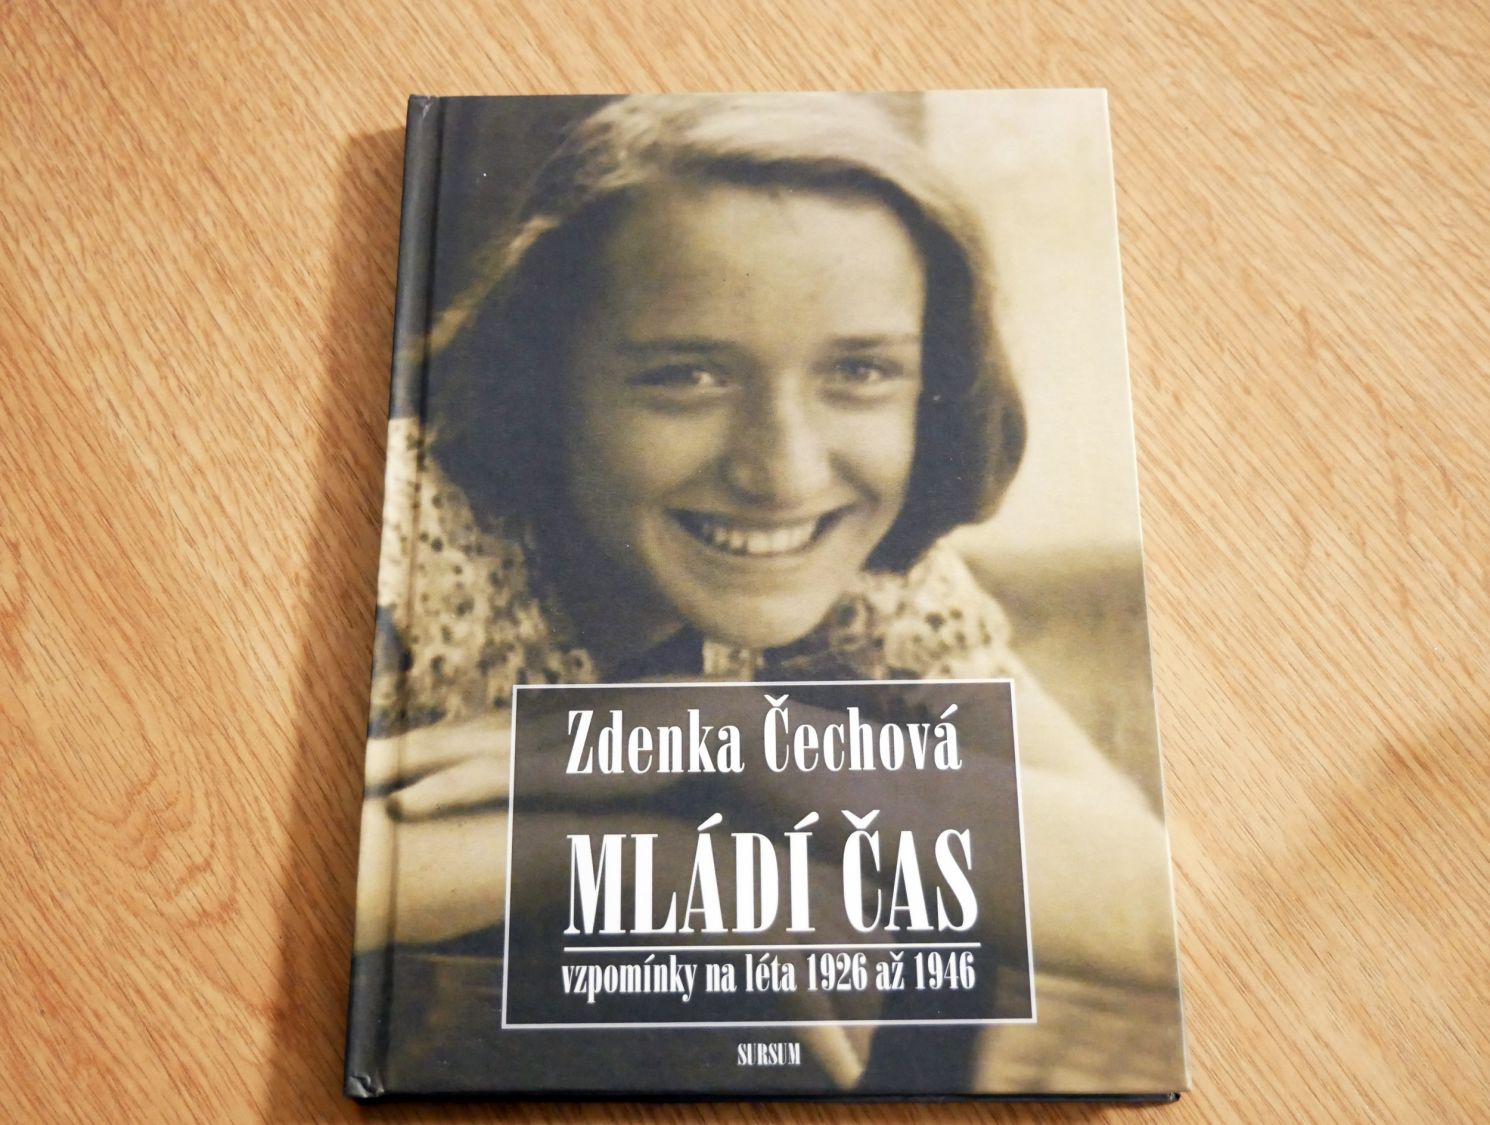 Zdenka Čechová
MLÁDÍ ČAS
vzpomínky na léta 1926 až 1946
SURSUM